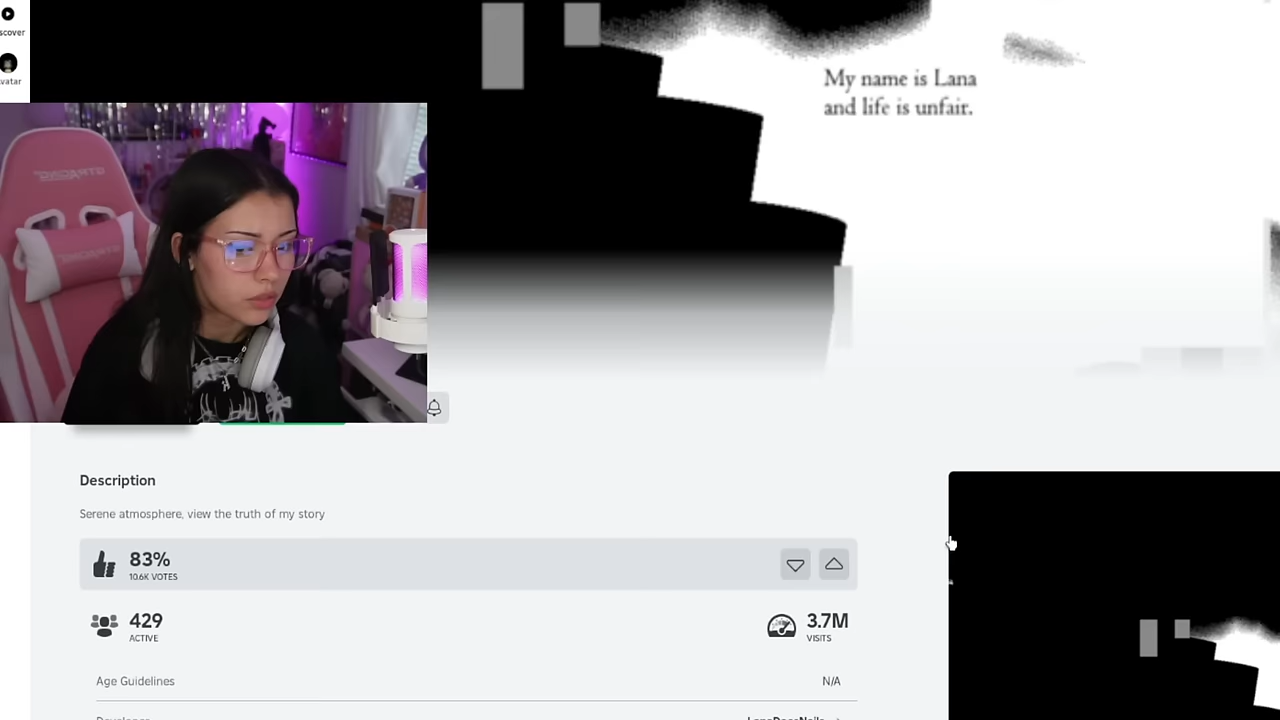 scover
vatar
My name is Lana
and life is unfair.
Description
Serene atmosphere, view the truth of my story
83%
10.6K VOTES
429
ACTIVE
3.7M
VISITS
Age Guidelines
N/A